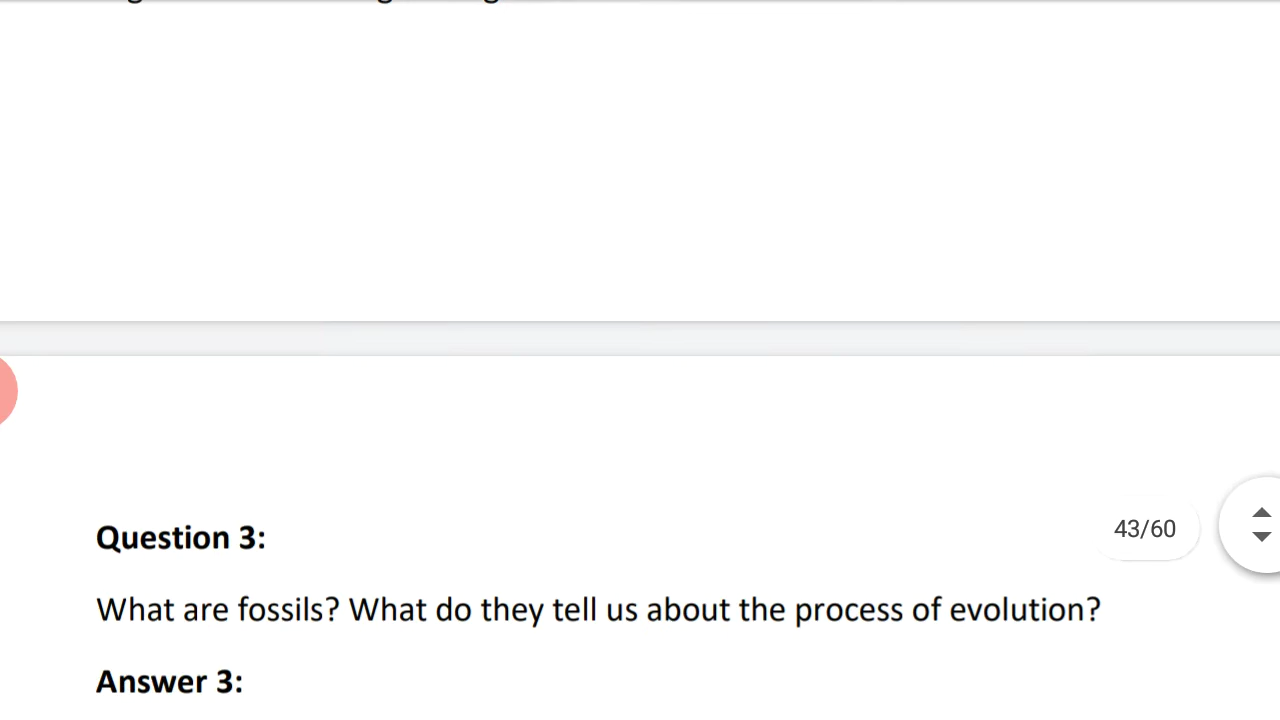 Question 3:
43/60
What are fossils? What do they tell us about the process of evolution?
Answer 3: